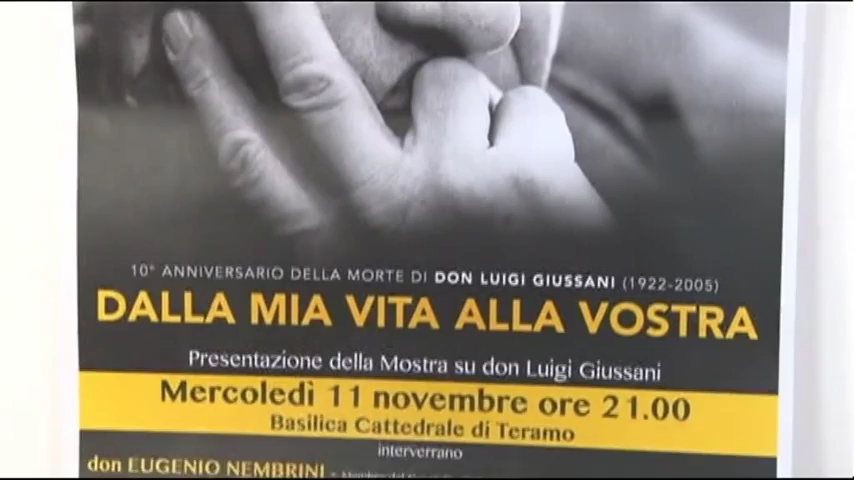 10° ANNIVERSARIO DELLA MORTE DI DON LUIGI GIUSSANI (1922-2005)
DALLA MIA VITA ALLA VOSTRA
Presentazione della Mostra su don Luigi Giussani
Mercoledì 11 novembre ore 21.00
Basilica Cattedrale di Teramo
interverrano
don EUGENIO NEMBRINI -